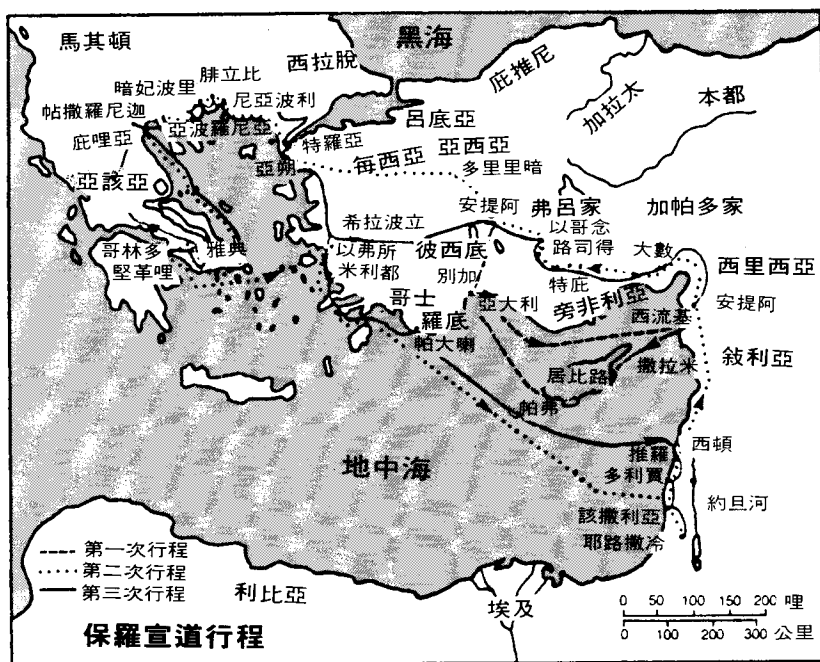 黑海
馬其頓
西拉脫
腓立比
庇推尼
暗妃波里
本都
加拉太
尼亞波利
帖撒羅尼迦
呂底亞
亞波羅尼亞
庇哩亞
特羅亞
每西亞
亞西亞
亞朔
多里里暗
亞該亞
安提阿
弗呂家
加帕多家
希拉波立
以哥念
哥林多
雅典
以弗所
彼西底
路司得
大數
堅革哩
米利都
別加
特庇
西里西亞
哥士
亞大利
旁非利亞
安提阿
羅底
西流基
帕大喇
撒拉米
敍利亞
居比路
帕弗
西頓
推羅
地中海
多利買
該撒利亞
約旦河
耶路撒冷
第一次行程
第二次行程
第三次行程
利比亞
埃及
0 50 100 150 200 哩
0 100 200 300 公里
保羅宣道行程